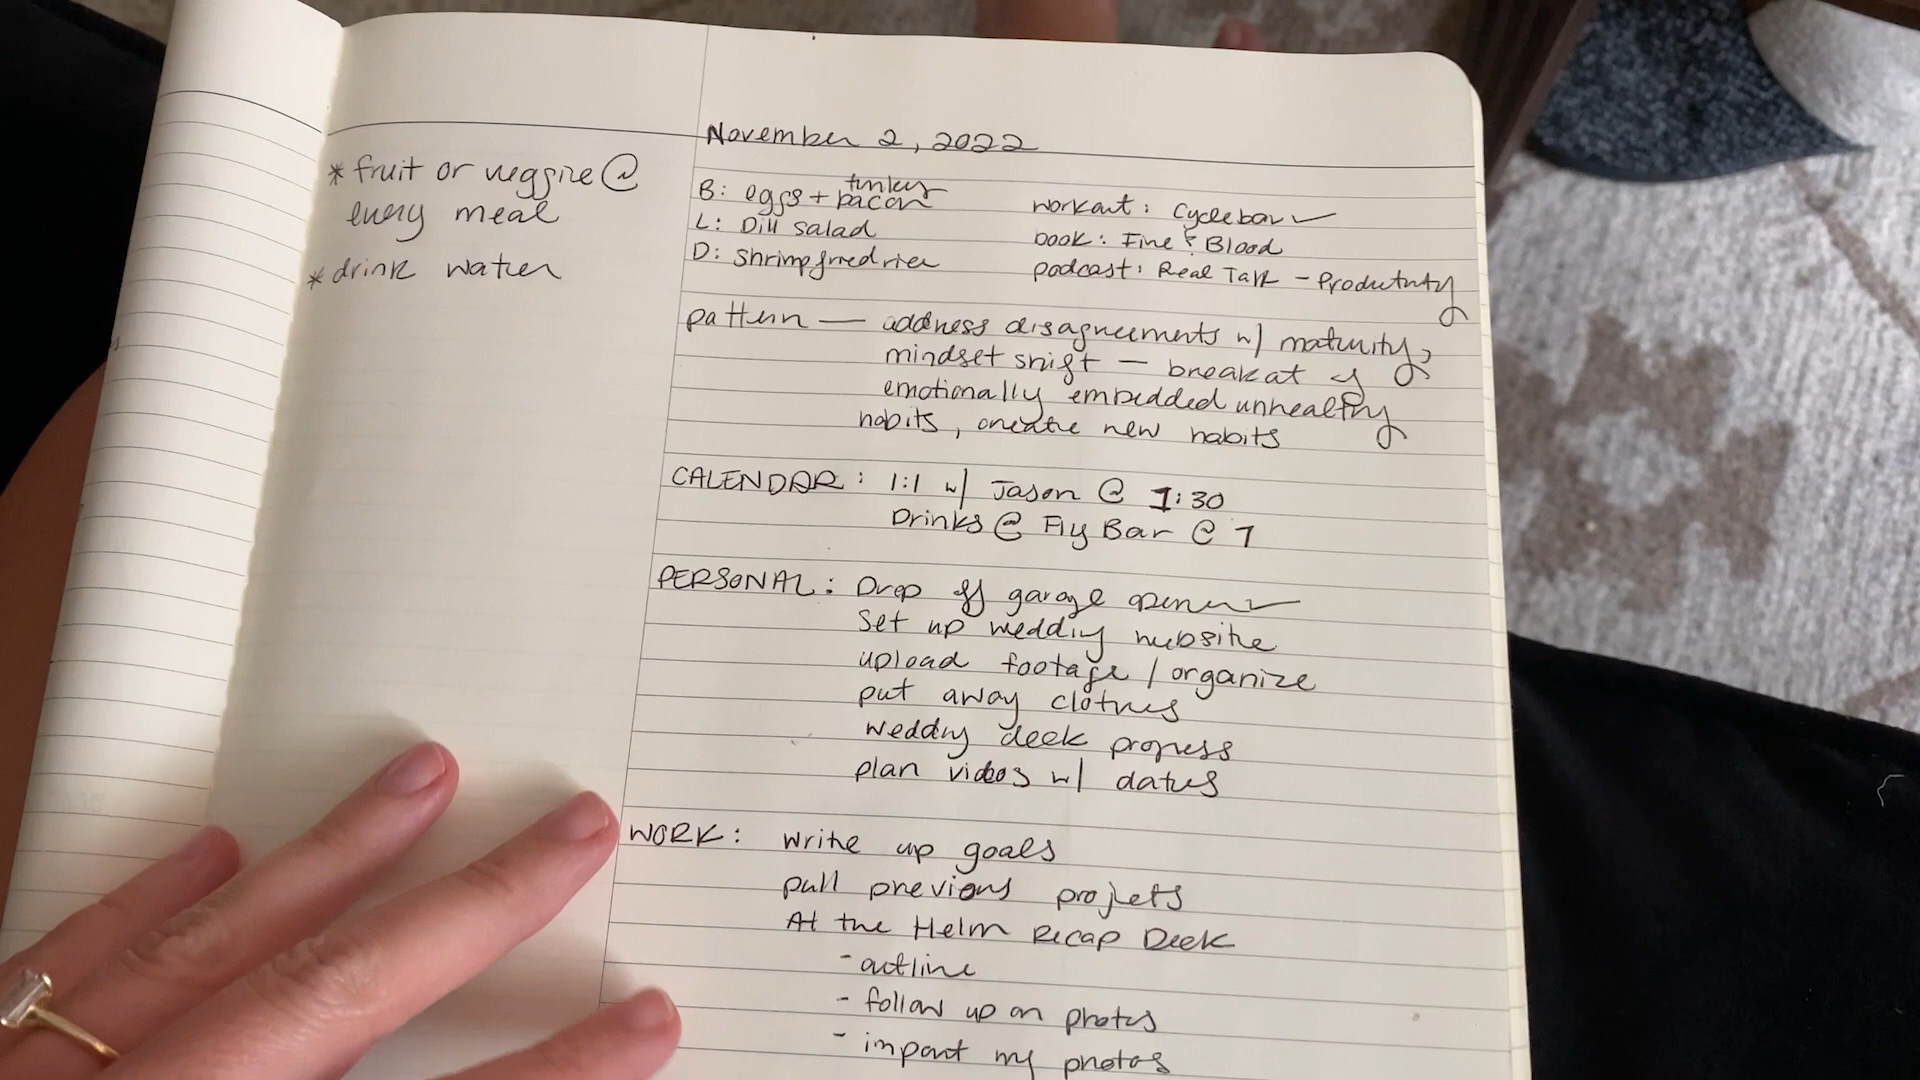 November 2, 2022
* fruit or veggie @
every meal
* drink water
B: eggs + turkey bacon
L: Dill salad
D: shrimp fried rice
workout: Cyclebar ✓
book: Fire & Blood
podcast: Real Talk - Productivity
pattern — address disagreements w/ maturity,
mindset shift — break at
emotionally embedded unhealthy
habits, create new habits
CALENDAR: 1:1 w/ Jason @ 1:30
Drinks @ Fly Bar @ 7
PERSONAL: Drop off garage opener ✓
Set up wedding website
upload footage / organize
put away clothes
wedding deck progress
plan videos w/ dates
WORK: write up goals
pull previous projets
At the Helm Recap Deck
- outline
- follow up on photos
- import my photos